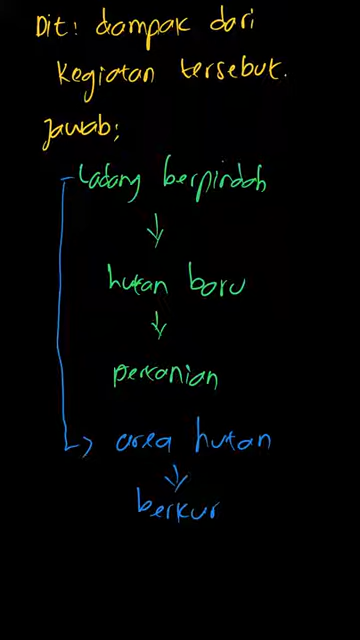 Dit: dampak dari
kegiatan tersebut.
Jawab:
Ladang berpindah
hutan baru
pertanian
area hutan
berkur